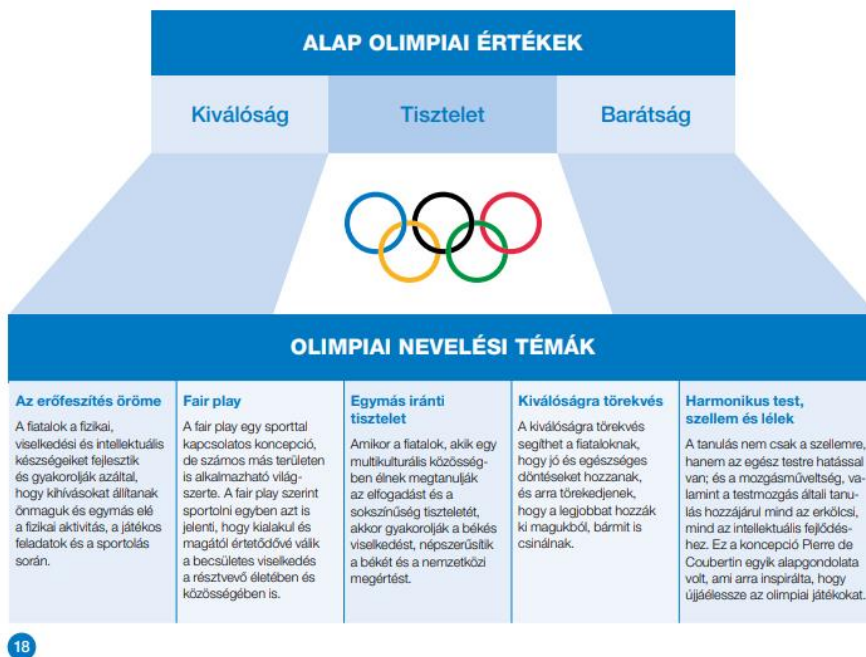 ALAP OLIMPIAI ÉRTÉKEK
Kiválóság
Tisztelet
Barátság
OLIMPIAI NEVELÉSI TÉMÁK
Az erőfeszítés öröme
A fiatalok a fizikai,
viselkedési és intellektuális
készségeiket fejlesztik
és gyakorolják azáltal,
hogy kihívásokat állítanak
önmaguk és egymás elé
a fizikai aktivitás, a játékos
feladatok és a sportolás
során.
Fair play
A fair play egy sporttal
kapcsolatos koncepció,
de számos más területen
is alkalmazható világ-
szerte. A fair play szerint
sportolni egyben azt is
jelenti, hogy kialakul és
magától értetődővé válik
a becsületes viselkedés
a résztvevő életében és
közösségében is.
Egymás iránti
tisztelet
Amikor a fiatalok, akik egy
multikulturális közösség-
ben élnek megtanulják
az elfogadást és a
sokszínűség tiszteletét,
akkor gyakorolják a békés
viselkedést, népszerűsítik
a békét és a nemzetközi
megértést.
Kiválóságra törekvés
A kiválóságra törekvés
segíthet a fiataloknak,
hogy jó és egészséges
döntéseket hozzanak,
és arra törekedjenek,
hogy a legjobbat hozzák
ki magukból, bármit is
csinálnak.
Harmonikus test,
szellem és lélek
A tanulás nem csak a szellemre,
hanem az egész testre hatással
van; és a mozgásműveltség, va-
lamint a testmozgás általi tanu-
lás hozzájárul mind az erkölcsi,
mind az intellektuális fejlődés-
hez. Ez a koncepció Pierre de
Coubertin egyik alapgondolata
volt, ami arra inspirálta, hogy
újjáélessze az olimpiai játékokat.
18